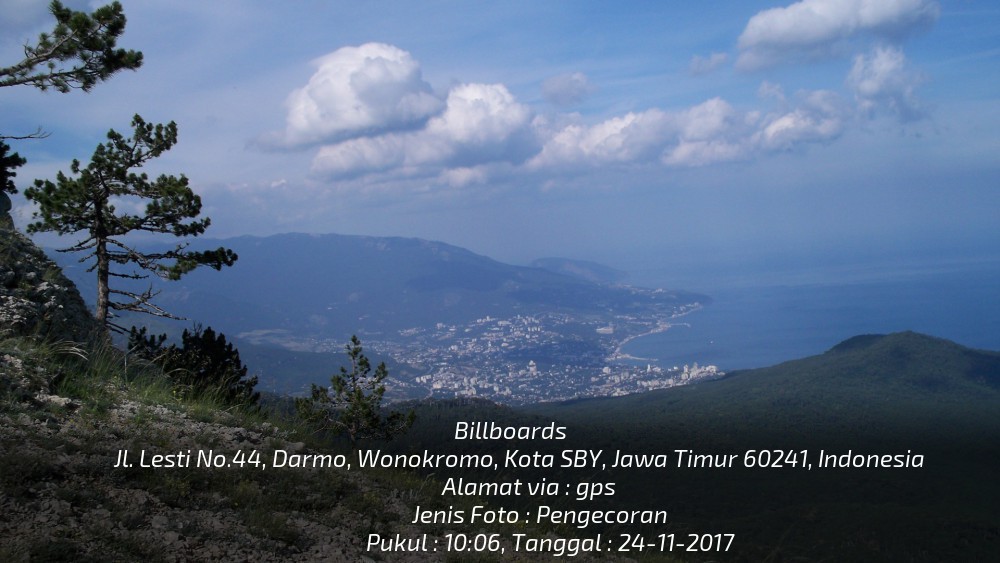 Billboards
Jl. Lesti No.44, Darmo, Wonokromo, Kota SBY, Jawa Timur 60241, Indonesia
Alamat via : gps
Jenis Foto : Pengecoran
Pukul : 10:06, Tanggal : 24-11-2017